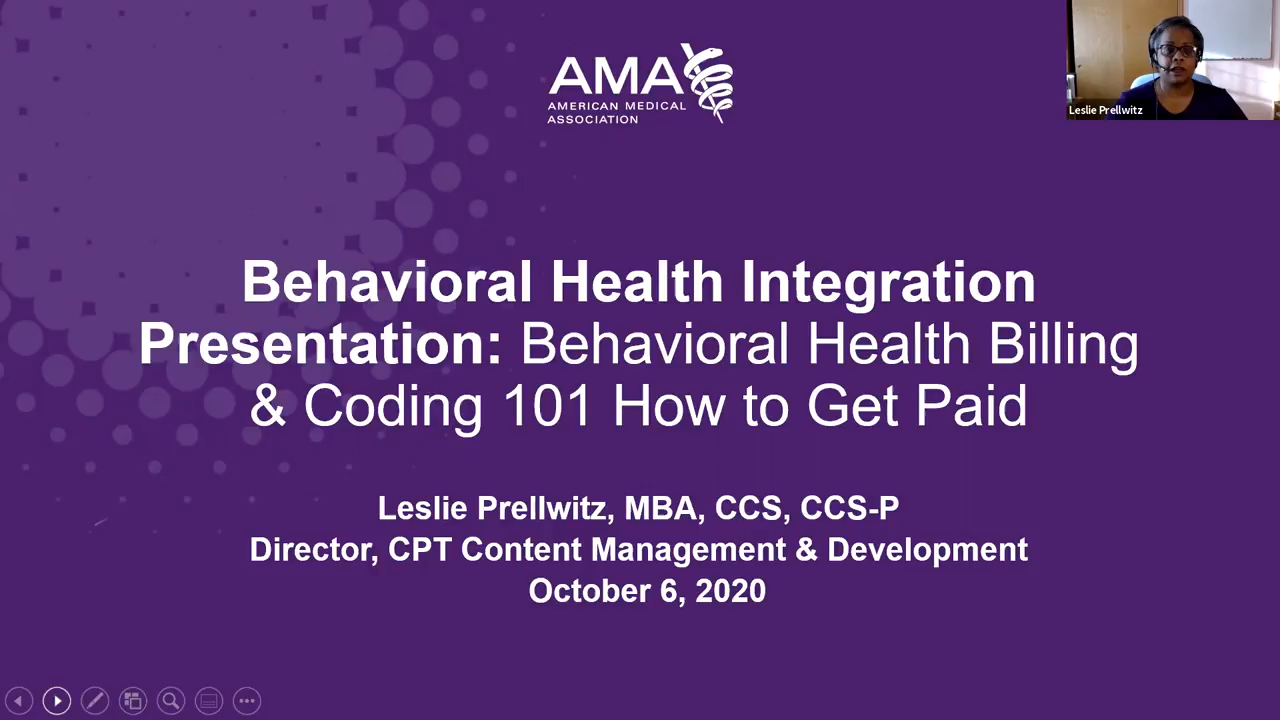 AMA
AMERICAN MEDICAL
ASSOCIATION
Leslie Prellwitz
Behavioral Health Integration
Presentation: Behavioral Health Billing
& Coding 101 How to Get Paid
Leslie Prellwitz, MBA, CCS, CCS-P
Director, CPT Content Management & Development
October 6, 2020